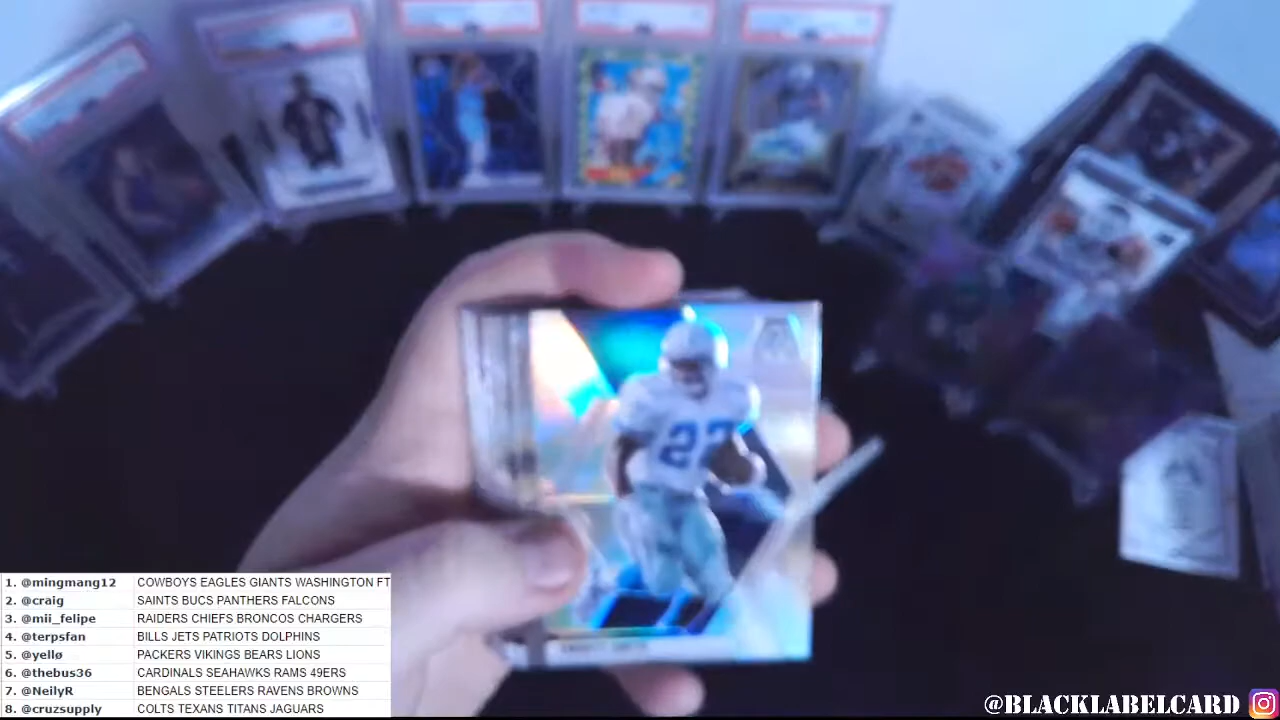 22
1. @mingmang12 COWBOYS EAGLES GIANTS WASHINGTON FT
2. @craig SAINTS BUCS PANTHERS FALCONS
3. @mii_felipe RAIDERS CHIEFS BRONCOS CHARGERS
4. @terpsfan BILLS JETS PATRIOTS DOLPHINS
5. @yellø PACKERS VIKINGS BEARS LIONS
6. @thebus36 CARDINALS SEAHAWKS RAMS 49ERS
7. @NeilyR BENGALS STEELERS RAVENS BROWNS
8. @cruzsupply COLTS TEXANS TITANS JAGUARS
@BLACKLABELCARD